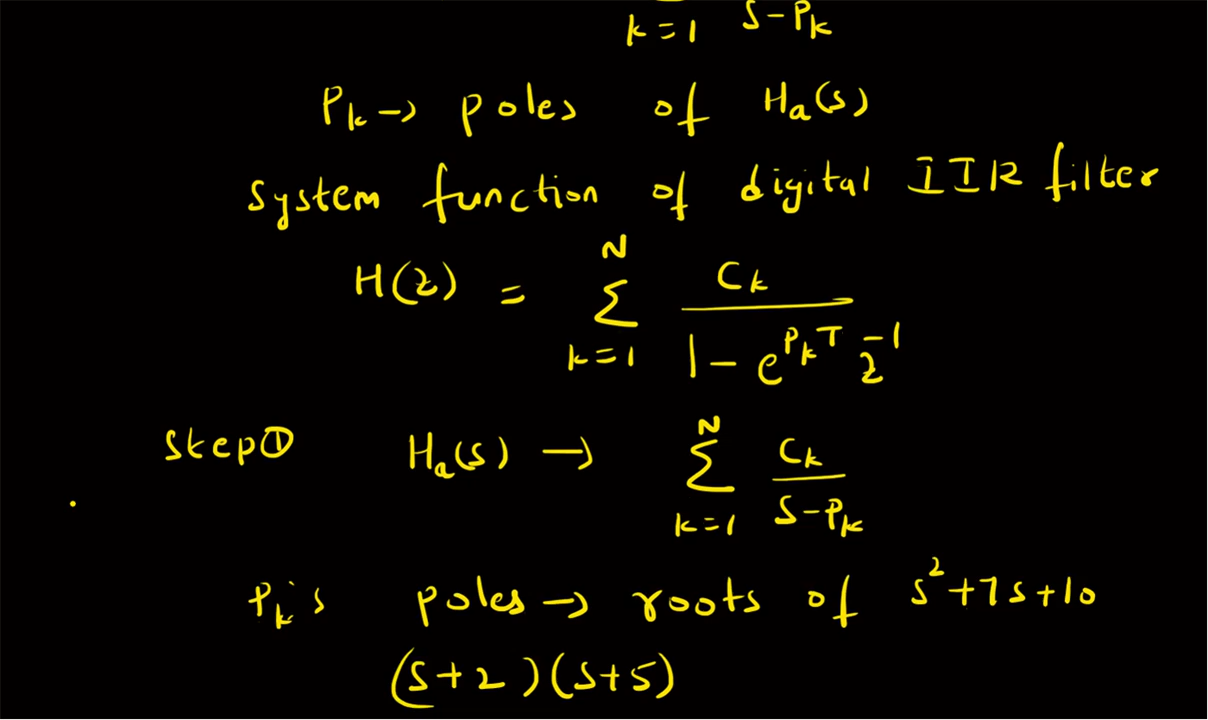 k=1 S-Pk
Pk→ poles of Ha(s)
System function of digital IIR filter
H(z) = N Σ k=1 Ck / 1 - e^PkT z^-1
Step① Ha(s) → N Σ k=1 Ck / S-Pk
Pk's poles → roots of s²+7s+10
(s+2)(s+5)